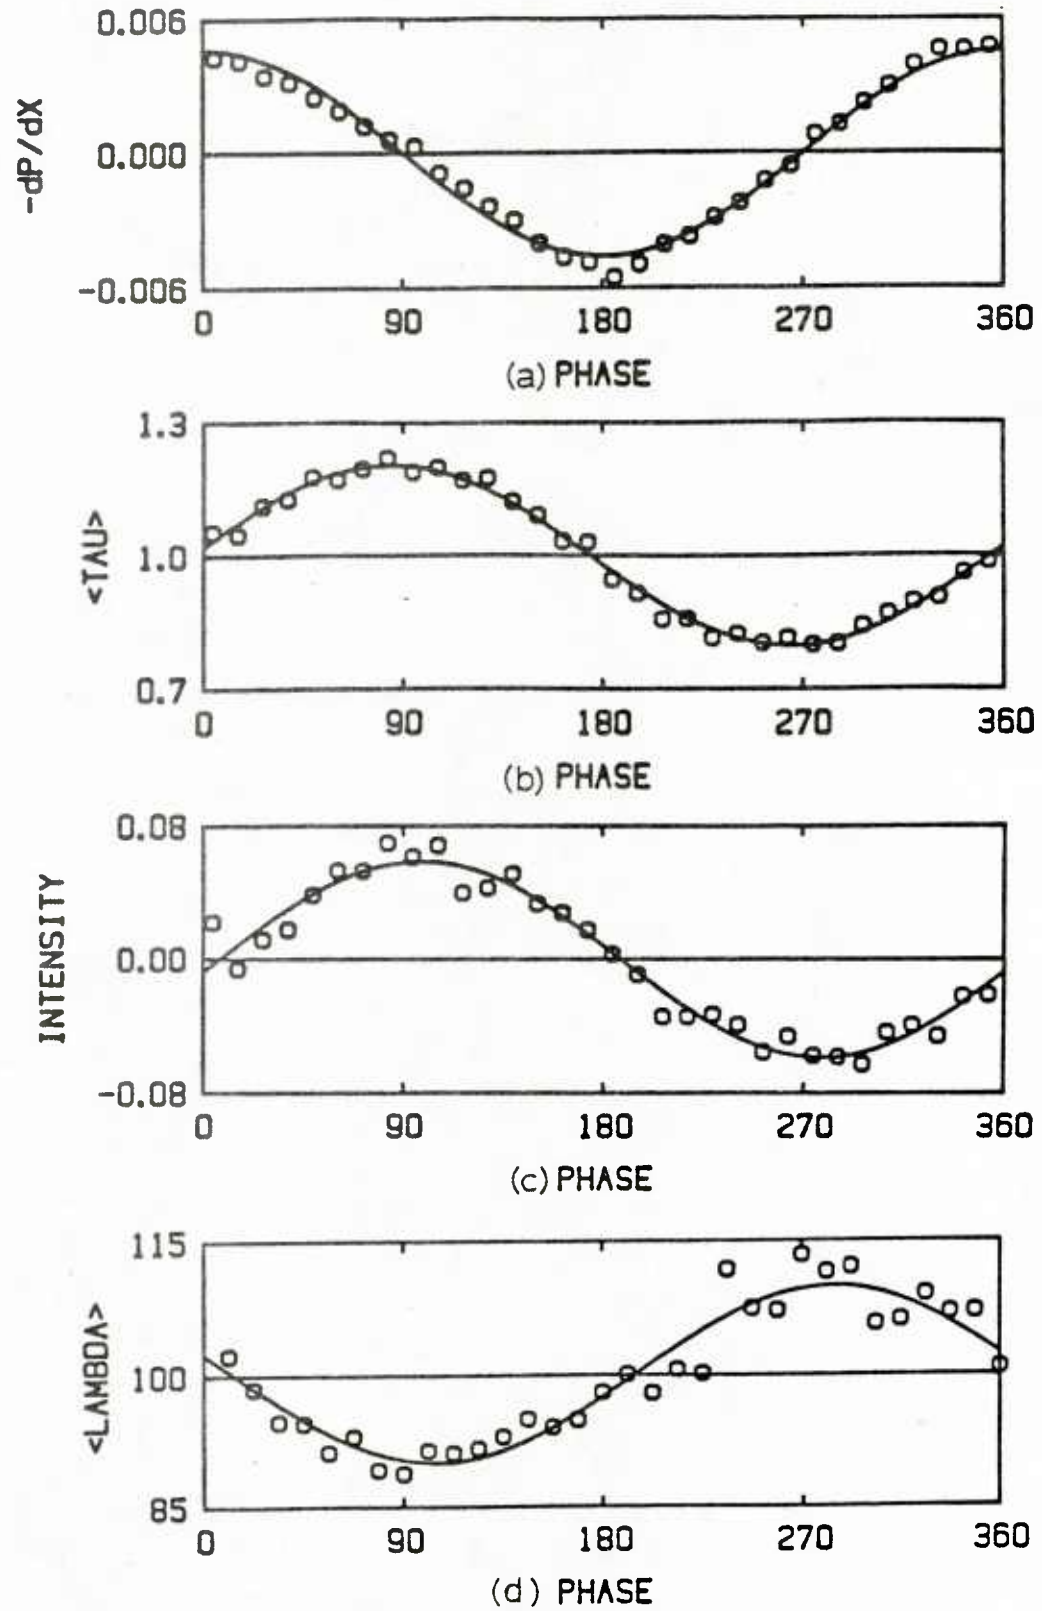 0.006
-dP/dX
0.000
-0.006
0 90 180 270 360
(a) PHASE
1.3
<TAU>
1.0
0.7
0 90 180 270 360
(b) PHASE
0.08
INTENSITY
0.00
-0.08
0 90 180 270 360
(c) PHASE
115
<LAMBDA>
100
85
0 90 180 270 360
(d) PHASE